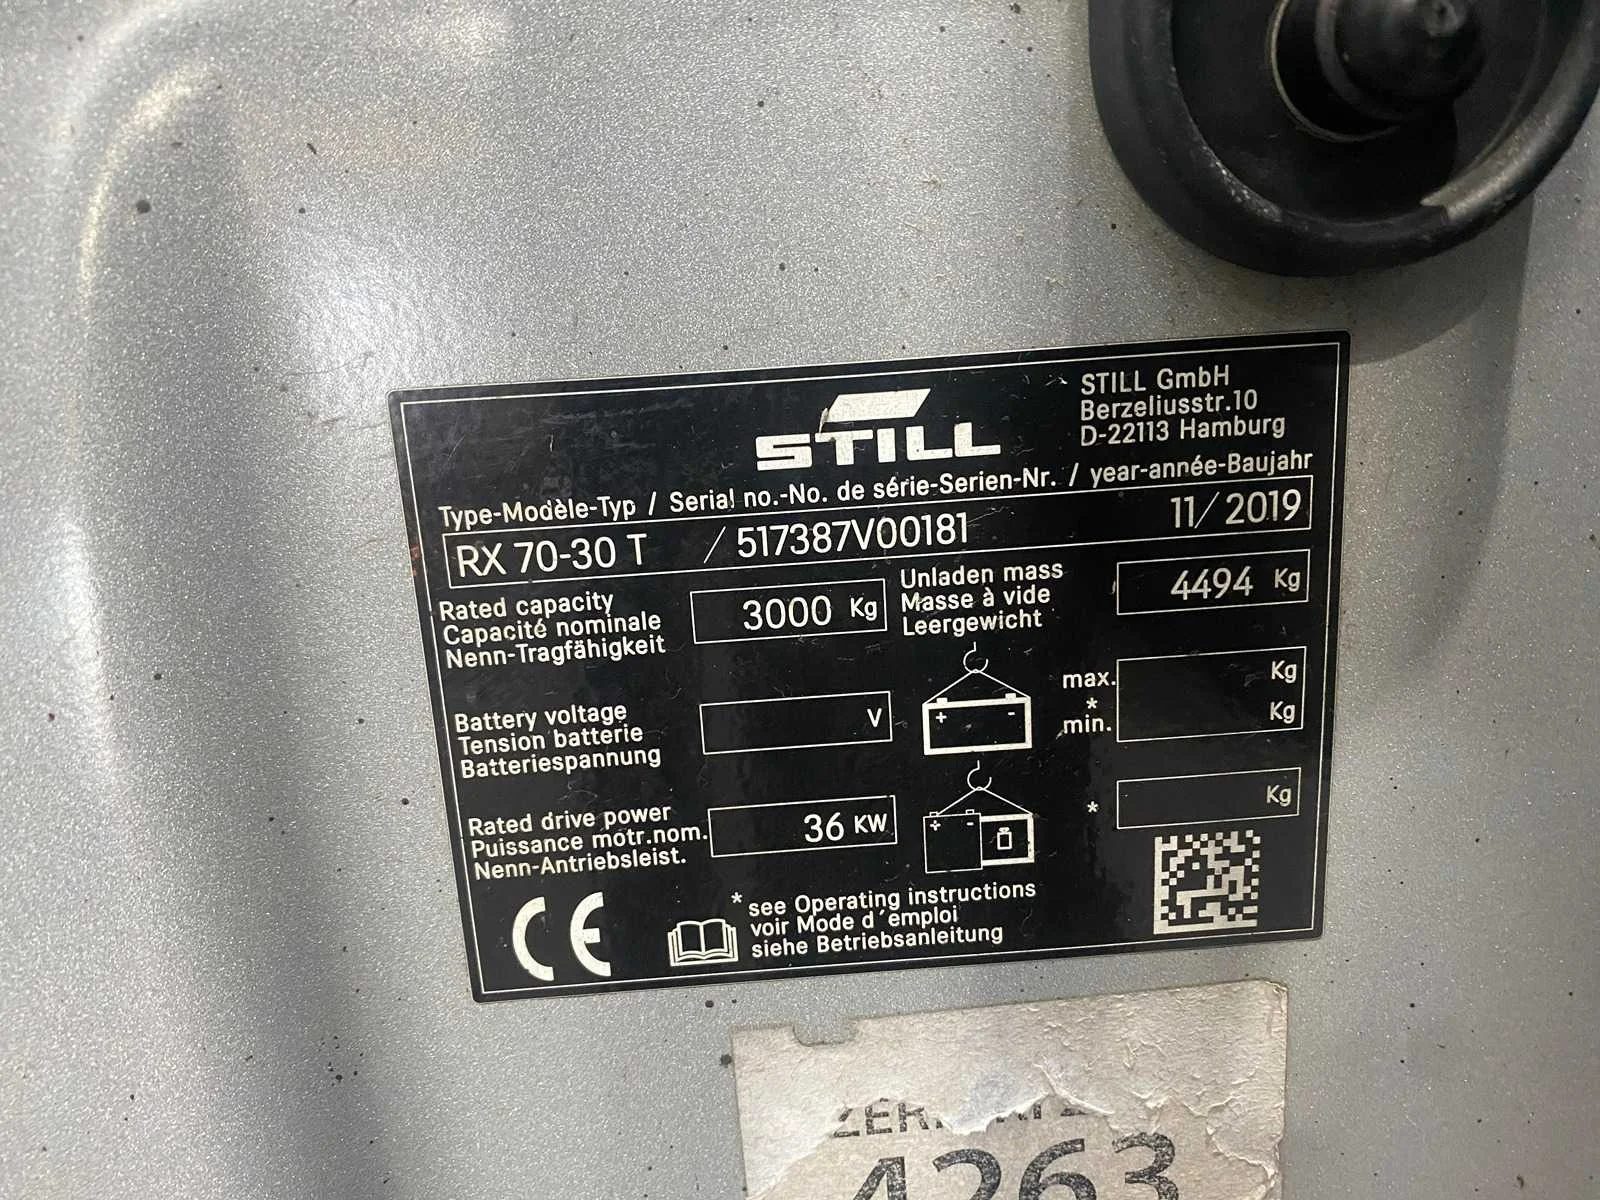 STILL
STILL GmbH
Berzeliusstr.10
D-22113 Hamburg
Type-Modèle-Typ / Serial no.-No. de série-Serien-Nr. / year-année-Baujahr
RX 70-30 T / 517387V00181 11/2019
Rated capacity
Capacité nominale
Nenn-Tragfähigkeit
3000 Kg
Unladen mass
Masse à vide
Leergewicht
4494 Kg
Battery voltage
Tension batterie
Batteriespannung
V
+ -
max. Kg
*
min. Kg
Rated drive power
Puissance motr.nom.
Nenn-Antriebsleist.
36 KW
+ -
* Kg
CE
* see Operating instructions
voir Mode d'emploi
siehe Betriebsanleitung
4263